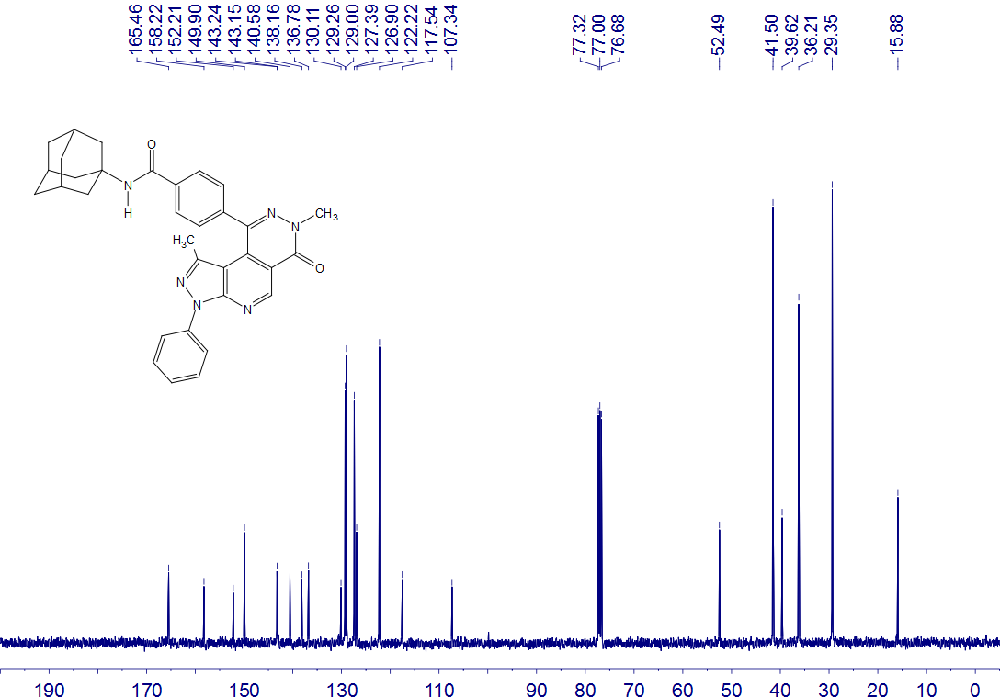 165.46
158.22
152.21
149.90
143.24
143.15
140.58
138.16
136.78
130.11
129.26
129.00
127.39
126.90
122.22
117.54
107.34
77.32
77.00
76.68
52.49
41.50
39.62
36.21
29.35
15.88
O
N
H
N
N
CH3
H3C
O
N
N
N
190 170 150 130 110 90 80 70 60 50 40 30 20 10 0